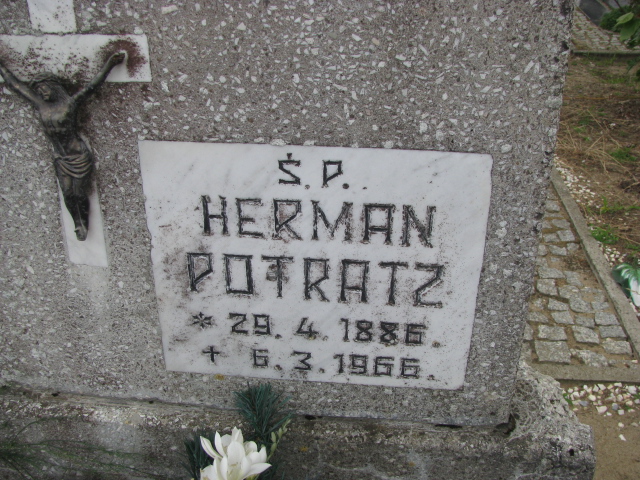 Ś.P.
HERMAN
POTRATZ
* 29.4.1886.
+ 6.3.1966.